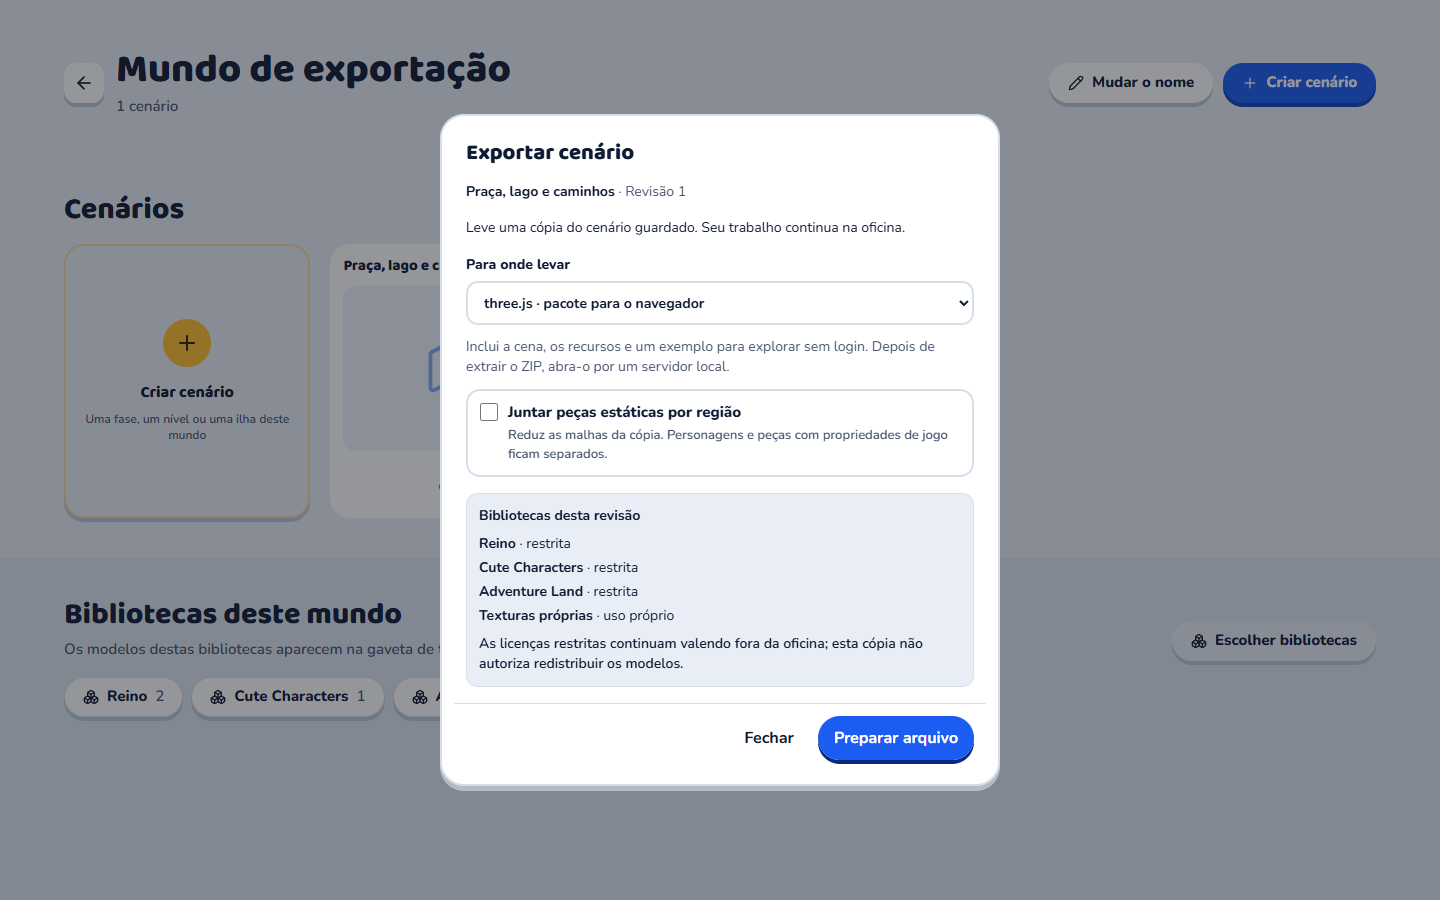 Mundo de exportação
1 cenário
Mudar o nome
Criar cenário
Cenários
Criar cenário
Uma fase, um nível ou uma ilha deste
mundo
Praça, lago e c
Exportar cenário
Praça, lago e caminhos · Revisão 1
Leve uma cópia do cenário guardado. Seu trabalho continua na oficina.
Para onde levar
three.js · pacote para o navegador
Inclui a cena, os recursos e um exemplo para explorar sem login. Depois de
extrair o ZIP, abra-o por um servidor local.
Juntar peças estáticas por região
Reduz as malhas da cópia. Personagens e peças com propriedades de jogo
ficam separados.
Bibliotecas desta revisão
Reino · restrita
Cute Characters · restrita
Adventure Land · restrita
Texturas próprias · uso próprio
As licenças restritas continuam valendo fora da oficina; esta cópia não
autoriza redistribuir os modelos.
Fechar
Preparar arquivo
Bibliotecas deste mundo
Os modelos destas bibliotecas aparecem na gaveta de
Escolher bibliotecas
Reino 2
Cute Characters 1